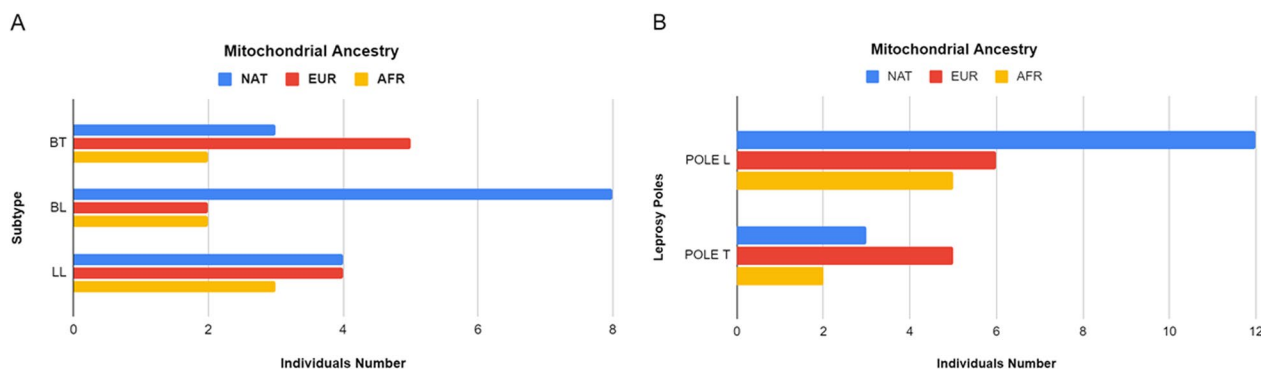 A
Mitochondrial Ancestry
NAT EUR AFR
BT
BL
LL
Subtype
0 2 4 6 8
Individuals Number
B
Mitochondrial Ancestry
NAT EUR AFR
POLE L
POLE T
Leprosy Poles
0 2 4 6 8 10 12
Individuals Number